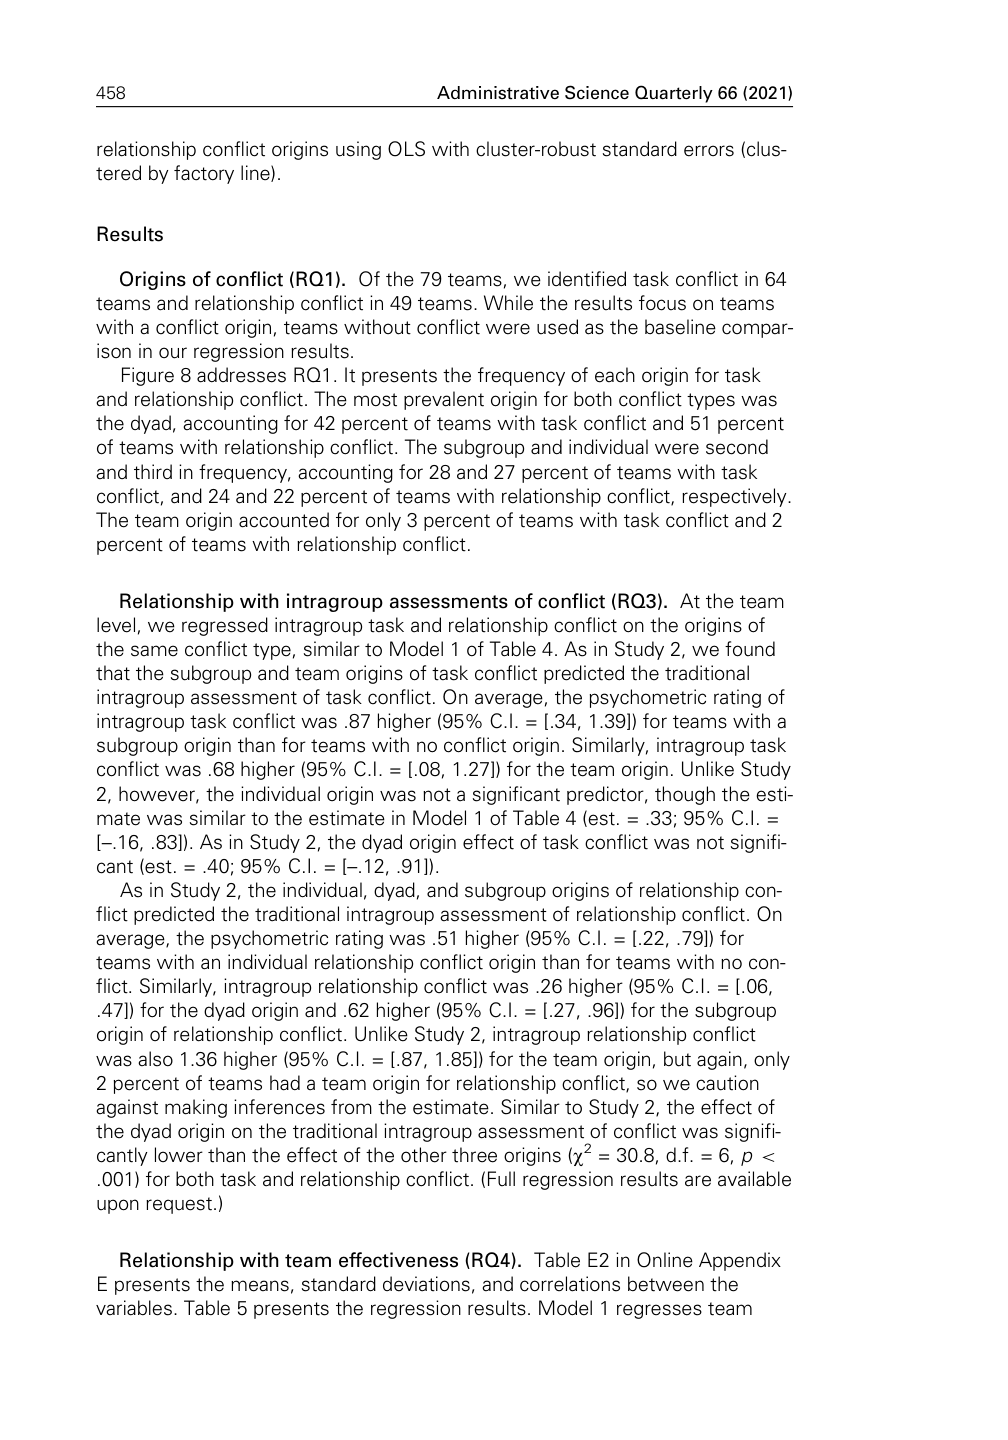 458
Administrative Science Quarterly 66 (2021)
relationship conflict origins using OLS with cluster-robust standard errors (clus-
tered by factory line).
Results
Origins of conflict (RQ1). Of the 79 teams, we identified task conflict in 64
teams and relationship conflict in 49 teams. While the results focus on teams
with a conflict origin, teams without conflict were used as the baseline compar-
ison in our regression results.
Figure 8 addresses RQ1. It presents the frequency of each origin for task
and relationship conflict. The most prevalent origin for both conflict types was
the dyad, accounting for 42 percent of teams with task conflict and 51 percent
of teams with relationship conflict. The subgroup and individual were second
and third in frequency, accounting for 28 and 27 percent of teams with task
conflict, and 24 and 22 percent of teams with relationship conflict, respectively.
The team origin accounted for only 3 percent of teams with task conflict and 2
percent of teams with relationship conflict.
Relationship with intragroup assessments of conflict (RQ3). At the team
level, we regressed intragroup task and relationship conflict on the origins of
the same conflict type, similar to Model 1 of Table 4. As in Study 2, we found
that the subgroup and team origins of task conflict predicted the traditional
intragroup assessment of task conflict. On average, the psychometric rating of
intragroup task conflict was .87 higher (95% C.I. = [.34, 1.39]) for teams with a
subgroup origin than for teams with no conflict origin. Similarly, intragroup task
conflict was .68 higher (95% C.I. = [.08, 1.27]) for the team origin. Unlike Study
2, however, the individual origin was not a significant predictor, though the esti-
mate was similar to the estimate in Model 1 of Table 4 (est. = .33; 95% C.I. =
[–.16, .83]). As in Study 2, the dyad origin effect of task conflict was not signifi-
cant (est. = .40; 95% C.I. = [–.12, .91]).
As in Study 2, the individual, dyad, and subgroup origins of relationship con-
flict predicted the traditional intragroup assessment of relationship conflict. On
average, the psychometric rating was .51 higher (95% C.I. = [.22, .79]) for
teams with an individual relationship conflict origin than for teams with no con-
flict. Similarly, intragroup relationship conflict was .26 higher (95% C.I. = [.06,
.47]) for the dyad origin and .62 higher (95% C.I. = [.27, .96]) for the subgroup
origin of relationship conflict. Unlike Study 2, intragroup relationship conflict
was also 1.36 higher (95% C.I. = [.87, 1.85]) for the team origin, but again, only
2 percent of teams had a team origin for relationship conflict, so we caution
against making inferences from the estimate. Similar to Study 2, the effect of
the dyad origin on the traditional intragroup assessment of conflict was signifi-
cantly lower than the effect of the other three origins (χ² = 30.8, d.f. = 6, p <
.001) for both task and relationship conflict. (Full regression results are available
upon request.)
Relationship with team effectiveness (RQ4). Table E2 in Online Appendix
E presents the means, standard deviations, and correlations between the
variables. Table 5 presents the regression results. Model 1 regresses team